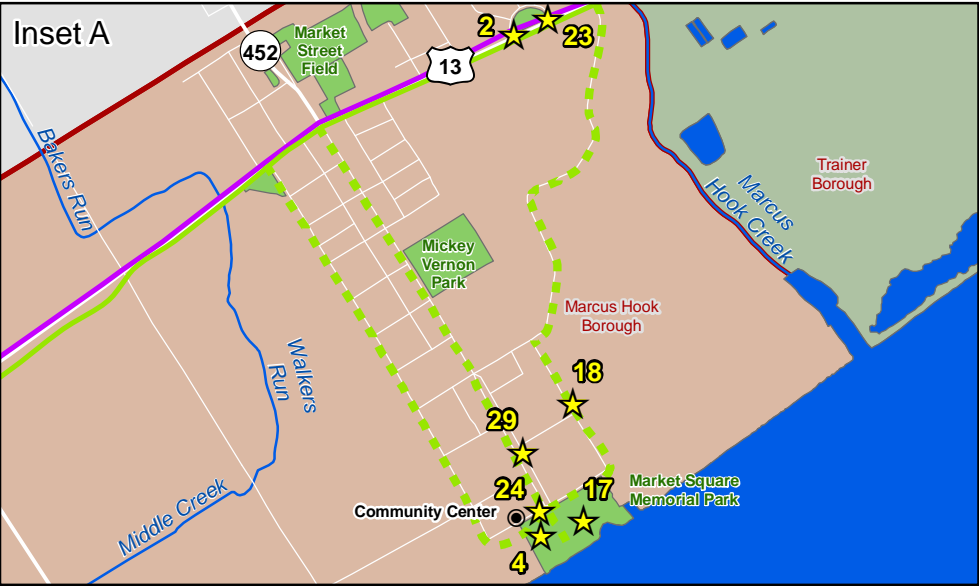 Inset A
452
Market
Street
Field
2
23
13
Bakers Run
Trainer
Borough
Marcus
Hook Creek
Mickey
Vernon
Park
Marcus Hook
Borough
Walkers
Run
18
29
24
17
Market Square
Memorial Park
Community Center
Middle Creek
4